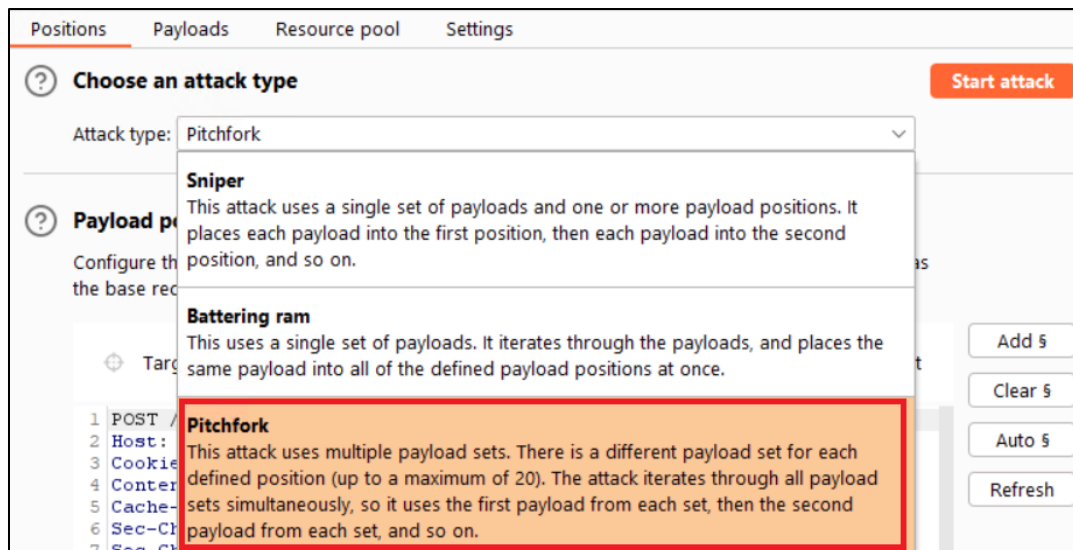 Positions Payloads Resource pool Settings
Choose an attack type
Start attack
Attack type: Pitchfork
Sniper
This attack uses a single set of payloads and one or more payload positions. It
places each payload into the first position, then each payload into the second
position, and so on.
Payload
Configure
as
the base
Battering ram
This uses a single set of payloads. It iterates through the payloads, and places the
same payload into all of the defined payload positions at once.
Add §
Clear §
Auto §
Refresh
Pitchfork
This attack uses multiple payload sets. There is a different payload set for each
defined position (up to a maximum of 20). The attack iterates through all payload
sets simultaneously, so it uses the first payload from each set, then the second
payload from each set, and so on.
1 POST /
2 Host:
3 Cookie
4 Conten
5 Cache-
6 Sec-Ch